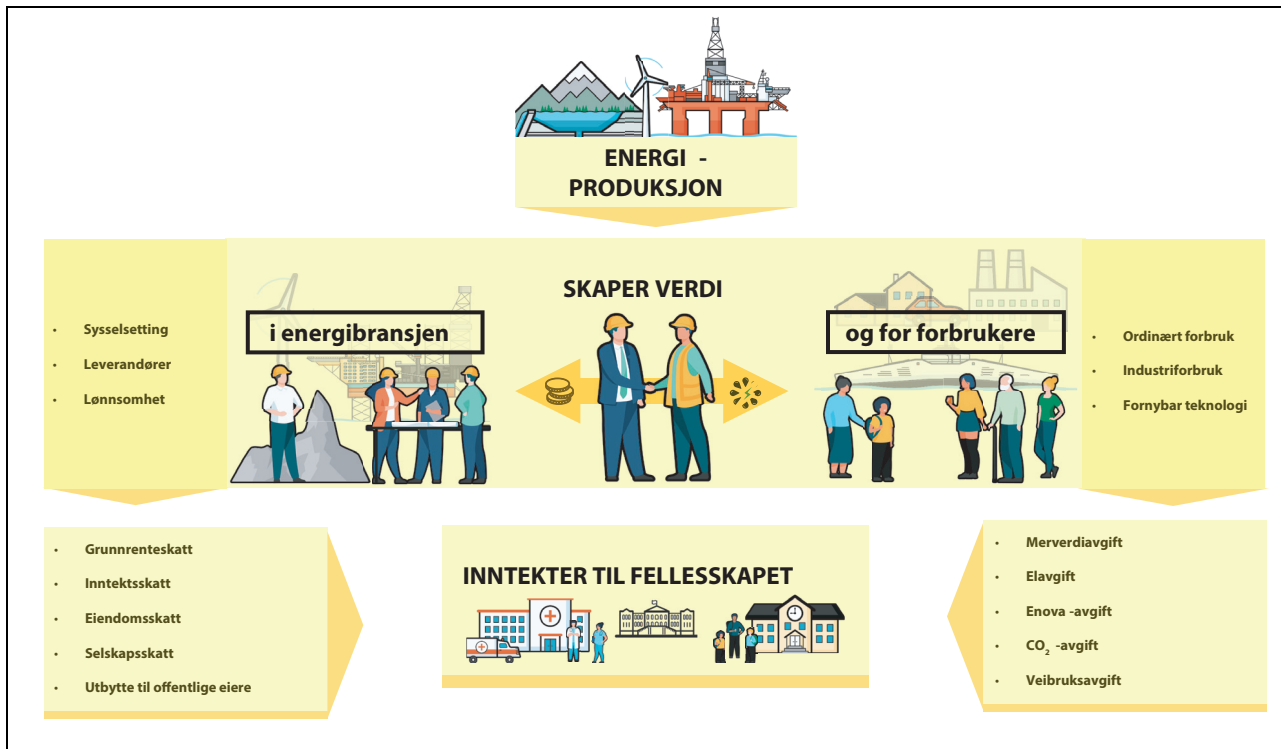 ENERGI -
PRODUKSJON
SKAPER VERDI
i energibransjen
og for forbrukere
• Sysselsetting
• Leverandører
• Lønnsomhet
• Ordinært forbruk
• Industriforbruk
• Fornybar teknologi
• Grunnrenteskatt
• Inntektsskatt
• Eiendomsskatt
• Selskapsskatt
• Utbytte til offentlige eiere
INNTEKTER TIL FELLESSKAPET
• Merverdiavgift
• Elavgift
• Enova -avgift
• CO₂ -avgift
• Veibruksavgift